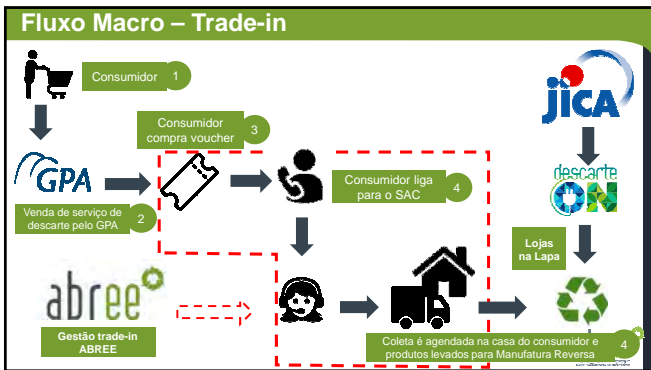 Fluxo Macro – Trade-in
Consumidor 1
JICA
Consumidor
compra voucher 3
GPA
Consumidor liga
para o SAC 4
descarte
ON
Venda de serviço de
descarte pelo GPA 2
Lojas
na Lapa
abree
Gestão trade-in
ABREE
Coleta é agendada na casa do consumidor e
produtos levados para Manufatura Reversa 4